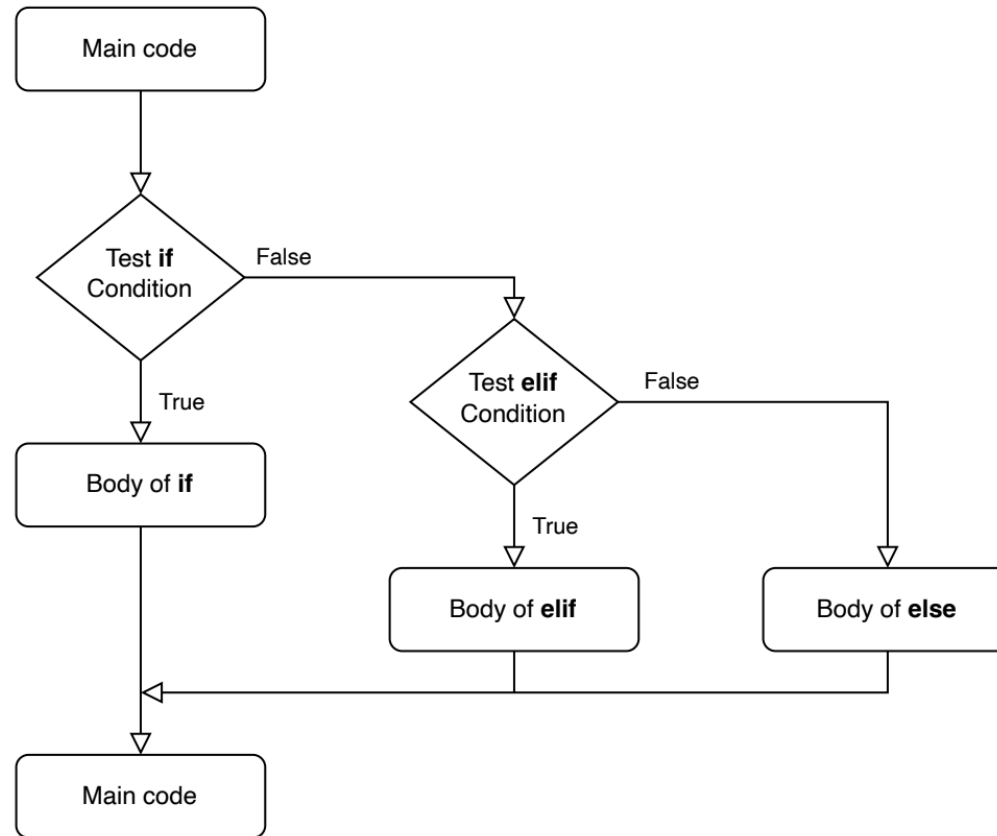 Main code
Test if
Condition
False
True
Test elif
Condition
False
Body of if
True
Body of elif
Body of else
Main code